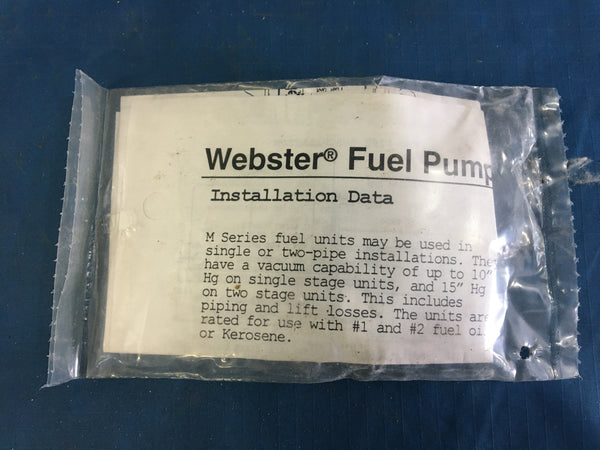 Webster® Fuel Pump
Installation Data
M Series fuel units may be used in
single or two-pipe installations. They
have a vacuum capability of up to 10"
Hg on single stage units, and 15" Hg
on two stage units. This includes
piping and lift losses. The units are
rated for use with #1 and #2 fuel oil
or Kerosene.